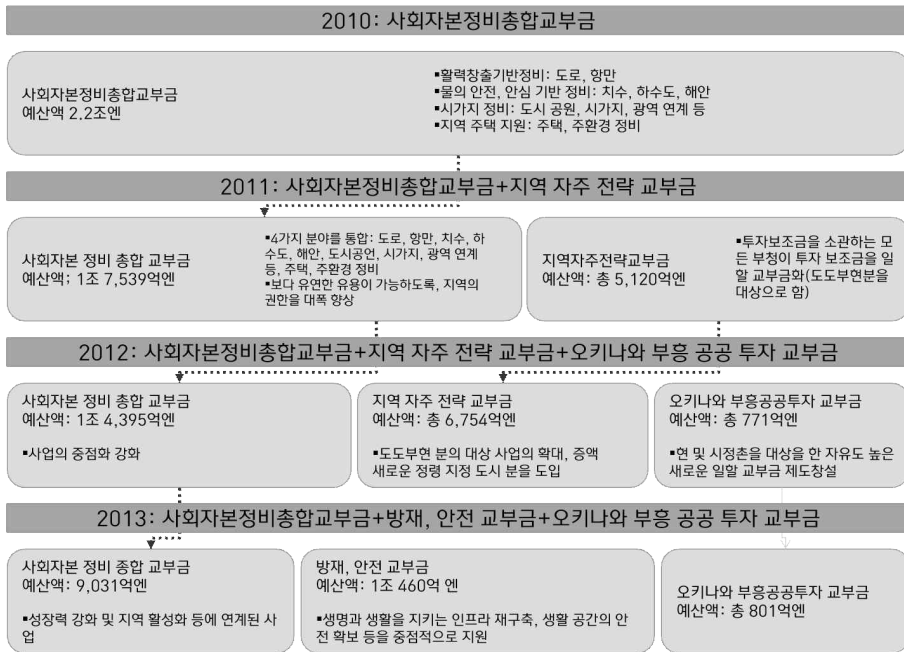 2010: 사회자본정비총합교부금
사회자본정비총합교부금
예산액 2.2조엔
▪활력창출기반정비: 도로, 항만
▪물의 안전, 안심 기반 정비: 치수, 하수도, 해안
▪시가지 정비: 도시 공원, 시가지, 광역 연계 등
▪지역 주택 지원: 주택, 주환경 정비
2011: 사회자본정비총합교부금+지역 자주 전략 교부금
사회자본 정비 총합 교부금
예산액; 1조 7,539억엔
▪4가지 분야를 통합: 도로, 항만, 치수, 하
수도, 해안, 도시공언, 시가지, 광역 연계
등, 주택, 주환경 정비
▪보다 유연한 유용이 가능하도록, 지역의
권한을 대폭 향상
지역자주전략교부금
예산액: 총 5,120억엔
▪투자보조금을 소관하는 모
든 부청이 투자 보조금을 일
할 교부금화(도도부현분을
대상으로 함)
2012: 사회자본정비총합교부금+지역 자주 전략 교부금+오키나와 부흥 공공 투자 교부금
사회자본 정비 총합 교부금
예산액: 1조 4,395억엔
▪사업의 중점화 강화
지역 자주 전략 교부금
예산액: 총 6,754억엔
▪도도부현 분의 대상 사업의 확대, 증액
새로운 정령 지정 도시 분을 도입
오키나와 부흥공공투자 교부금
예산액: 총 771억엔
▪현 및 시정촌을 대상을 한 자유도 높은
새로운 일할 교부금 제도창설
2013: 사회자본정비총합교부금+방재, 안전 교부금+오키나와 부흥 공공 투자 교부금
사회자본 정비 총합 교부금
예산액: 9,031억엔
▪성장력 강화 및 지역 활성화 등에 연계된 사
업
방재, 안전 교부금
예산액: 1조 460억 엔
▪생명과 생활을 지키는 인프라 재구축, 생활 공간의 안
전 확보 등을 중점적으로 지원
오키나와 부흥공공투자 교부금
예산액: 총 801억엔